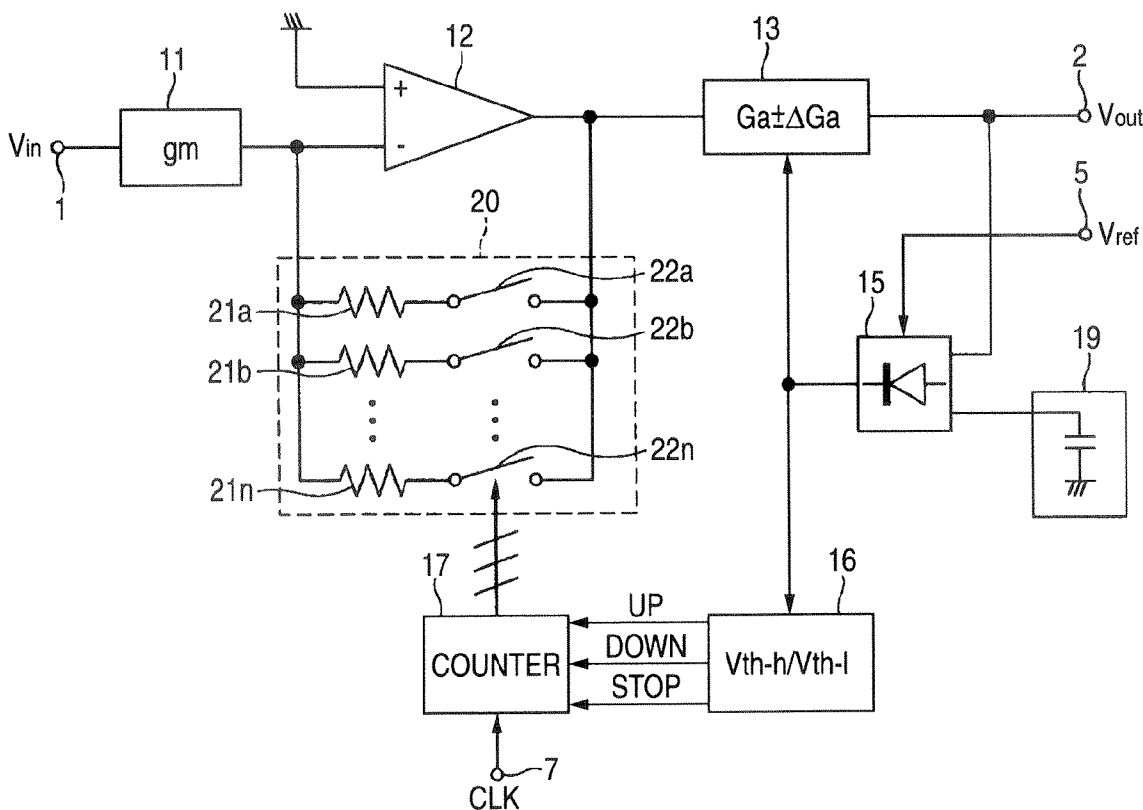 12
13
2
11
+
Ga±ΔGa
Vout
Vin
gm
-
5
1
20
Vref
22a
15
21a
22b
19
21b
22n
21n
17
16
UP
COUNTER
DOWN
Vth-h/Vth-l
STOP
7
CLK